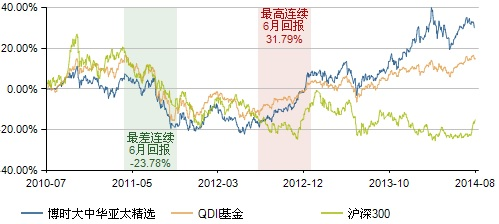 40.00%
20.00%
0.00%
-20.00%
-40.00%
最高连续
6月回报
31.79%
最差连续
6月回报
-23.78%
2010-07
2011-05
2012-02
2012-12
2013-10
2014-08
博时大中华亚太精选
QDI基金
沪深300